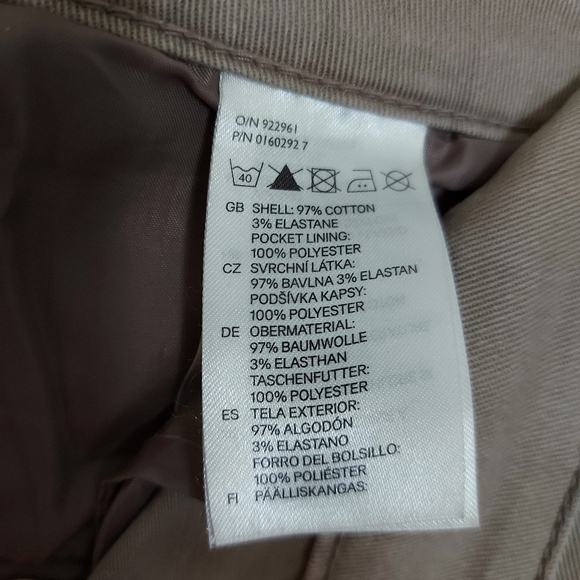 O/N 922961
P/N 0160292 7
40
GB SHELL: 97% COTTON
3% ELASTANE
POCKET LINING:
100% POLYESTER
CZ SVRCHNÍ LÁTKA:
97% BAVLNA 3% ELASTAN
PODŠÍVKA KAPSY:
100% POLYESTER
DE OBERMATERIAL:
97% BAUMWOLLE
3% ELASTHAN
TASCHENFUTTER:
100% POLYESTER
ES TELA EXTERIOR:
97% ALGODÓN
3% ELASTANO
FORRO DEL BOLSILLO:
100% POLIÉSTER
FI PÄÄLLISKANGAS: